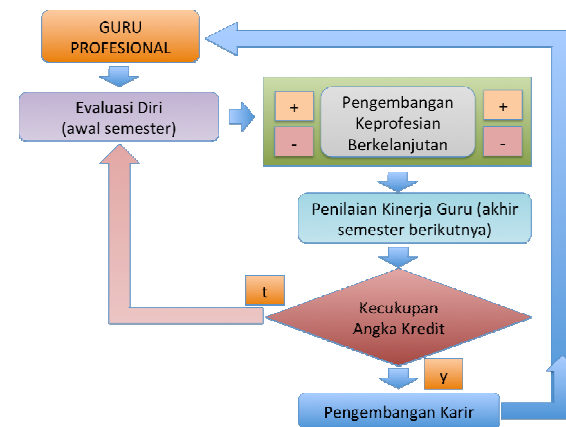 GURU
PROFESIONAL
Evaluasi Diri
(awal semester)
+
-
Pengembangan
Keprofesian
Berkelanjutan
+
-
Penilaian Kinerja Guru (akhir
semester berikutnya)
t
Kecukupan
Angka Kredit
y
Pengembangan Karir